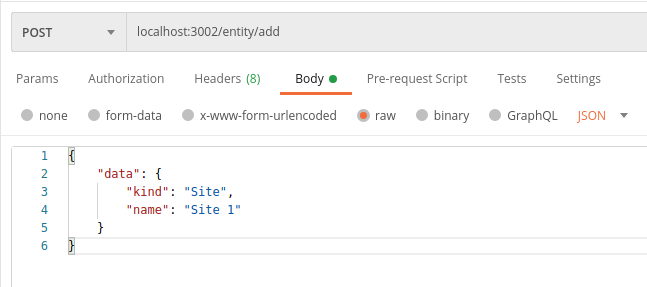 POST localhost:3002/entity/add
Params Authorization Headers (8) Body Pre-request Script Tests Settings
none form-data x-www-form-urlencoded raw binary GraphQL JSON
1 {
2 "data": {
3 "kind": "Site",
4 "name": "Site 1"
5 }
6 }